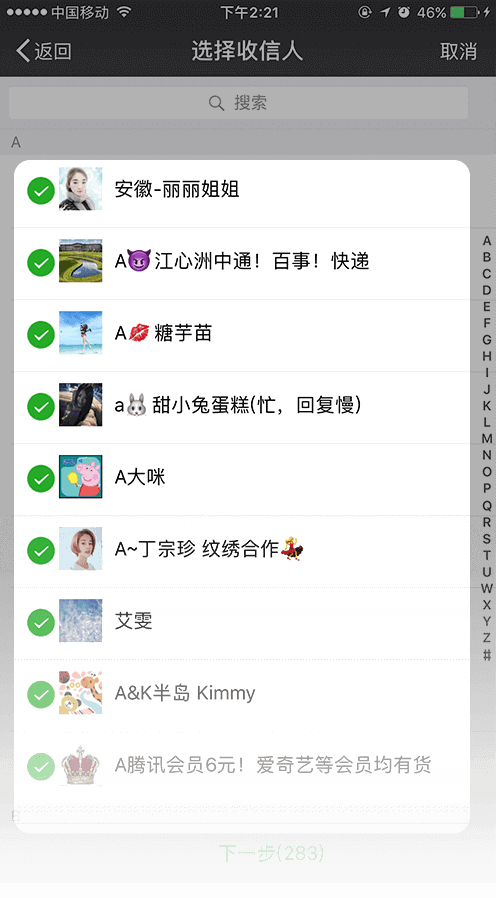 中国移动 下午2:21 46%
返回 选择收信人 取消
搜索
A
安徽-丽丽姐姐
A😈江心洲中通！百事！快递
A💋糖芋苗
a🐰甜小兔蛋糕(忙，回复慢)
A大咪
A~丁宗珍 纹绣合作💃
艾雯
A&K半岛 Kimmy
A腾讯会员6元！爱奇艺等会员均有货
B
下一步(283)
A
B
C
D
E
F
G
H
I
J
K
L
M
N
O
P
Q
R
S
T
U
W
X
Y
Z
#